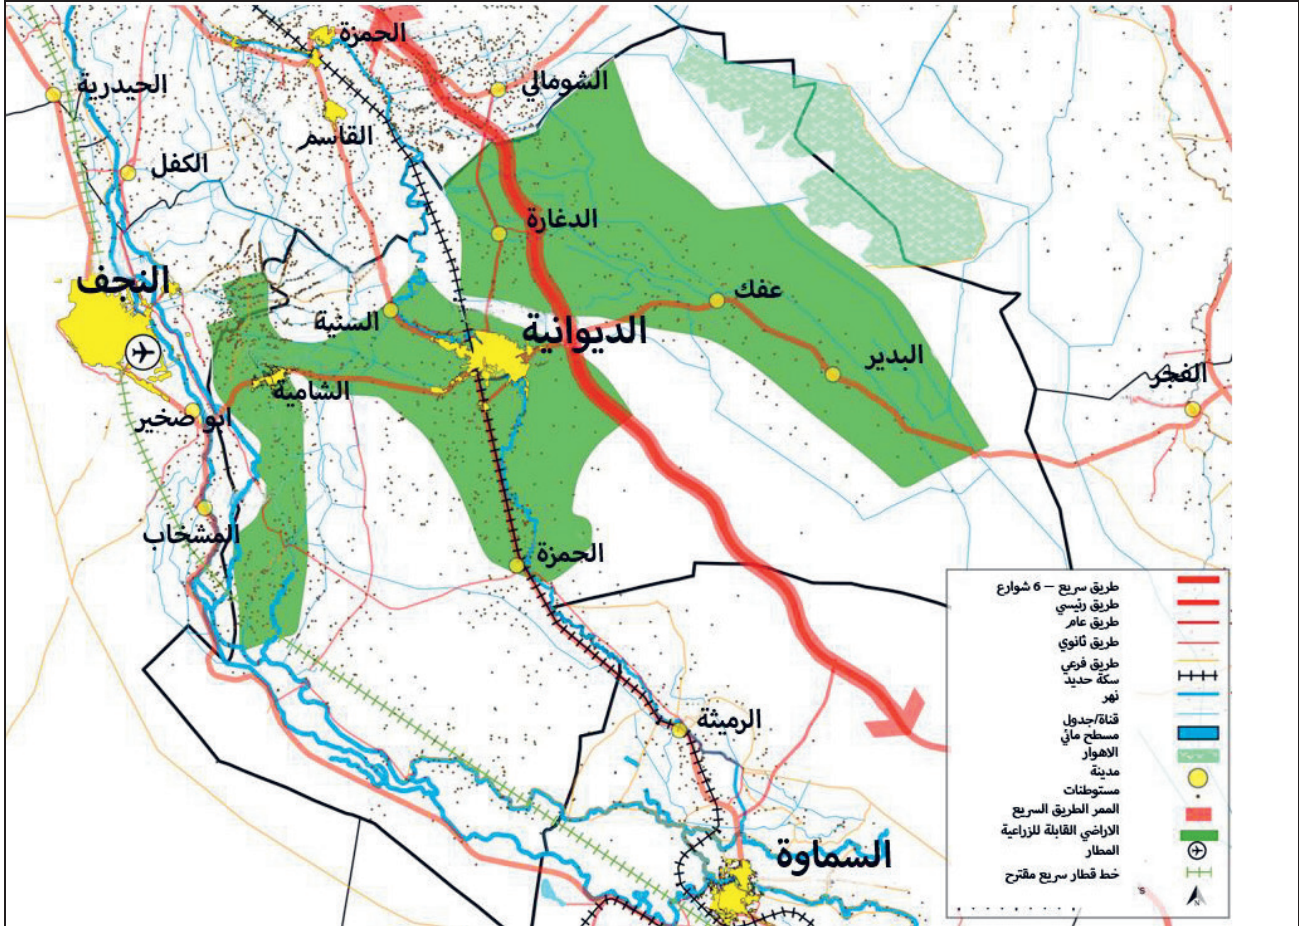 الحمزة
الشومالي
الحيدرية
القاسم
الكفل
الدغارة
النجف
عفك
السنية
الديوانية
البدير
الشامية
الفجر
ابو صخير
المشخاب
الحمزة
الرميثة
السماوة
طريق سريع – 6 شوارع
طريق رئيسي
طريق عام
طريق ثانوي
طريق فرعي
سكة حديد
نهر
قناة/جدول
مسطح مائي
الاهوار
مدينة
مستوطنات
الممر الطريق السريع
الاراضي القابلة للزراعية
المطار
خط قطار سريع مقترح
N